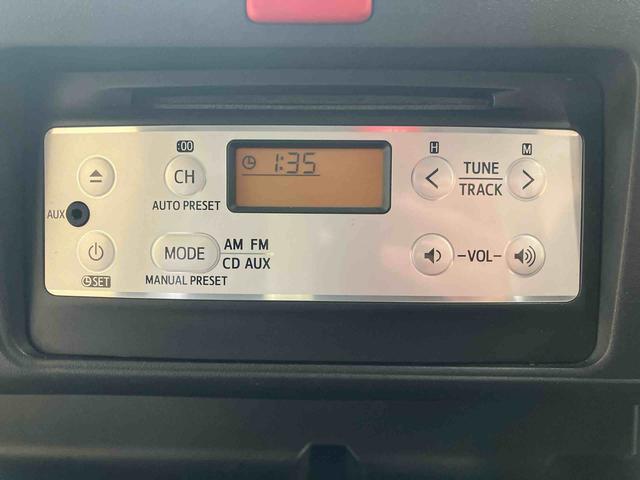 :00
H
M
1:35
CH
TUNE
TRACK
AUTO PRESET
AUX
MODE
AM FM
CD AUX
-VOL-
SET
MANUAL PRESET